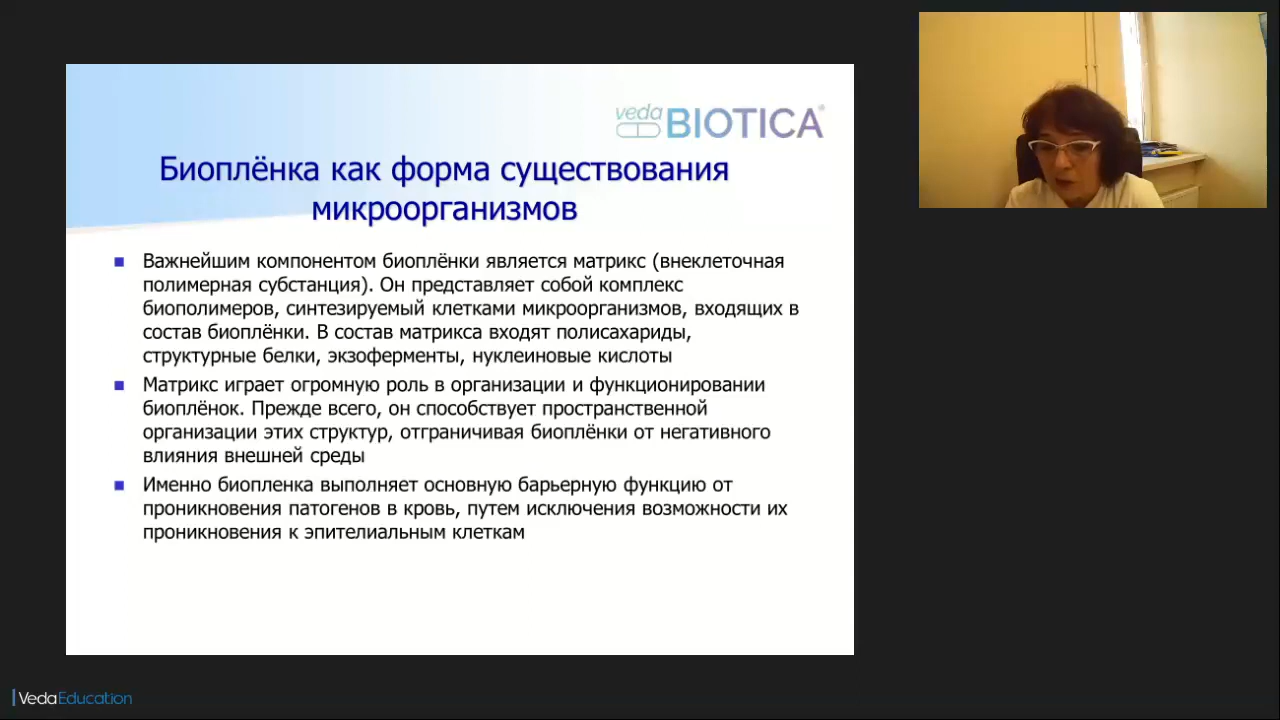 veda BIOTICA®
Биоплёнка как форма существования
микроорганизмов
Важнейшим компонентом биоплёнки является матрикс (внеклеточная
полимерная субстанция). Он представляет собой комплекс
биополимеров, синтезируемый клетками микроорганизмов, входящих в
состав биоплёнки. В состав матрикса входят полисахариды,
структурные белки, экзоферменты, нуклеиновые кислоты
Матрикс играет огромную роль в организации и функционировании
биоплёнок. Прежде всего, он способствует пространственной
организации этих структур, отграничивая биоплёнки от негативного
влияния внешней среды
Именно биопленка выполняет основную барьерную функцию от
проникновения патогенов в кровь, путем исключения возможности их
проникновения к эпителиальным клеткам
VedaEducation